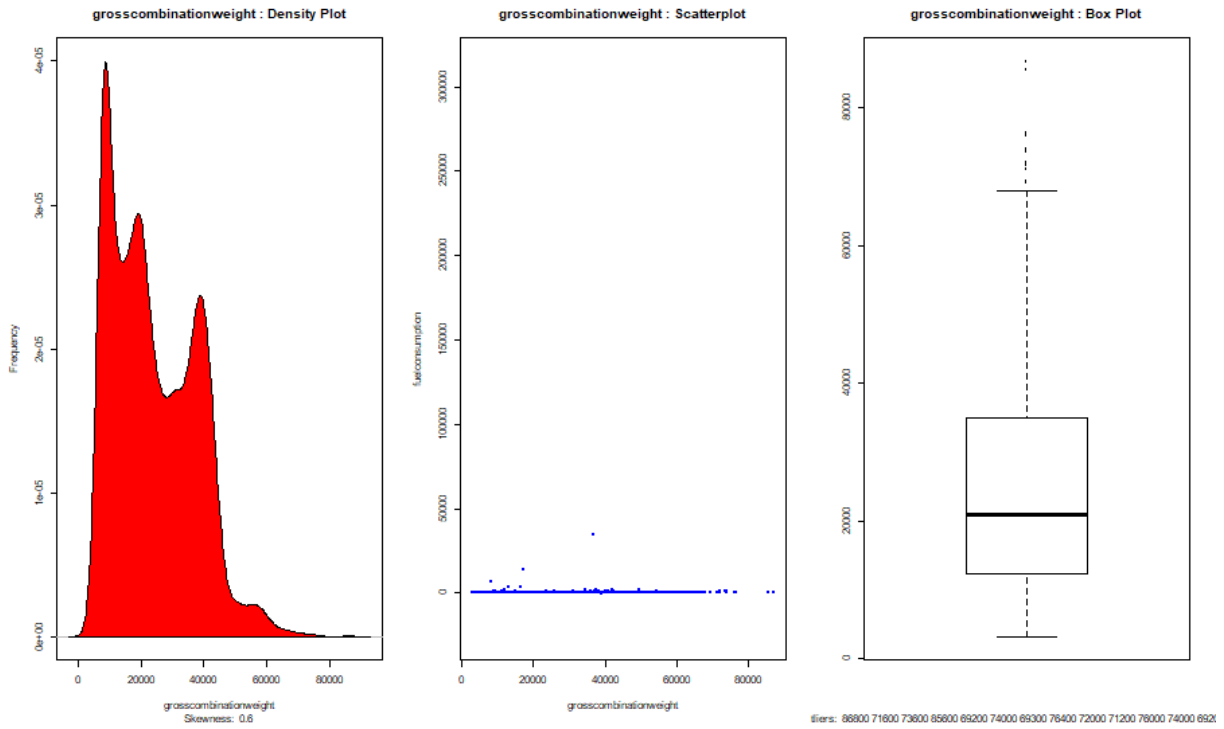 grosscombinationweight : Density Plot
4e-05
3e-05
2e-05
1e-05
0e+00
Frequency
0 20000 40000 60000 80000
grosscombinationweight
Skewness: 0.6
grosscombinationweight : Scatterplot
300000
250000
200000
150000
100000
50000
0
fuelconsumption
0 20000 40000 60000 80000
grosscombinationweight
grosscombinationweight : Box Plot
80000
60000
40000
20000
0
tliers: 86800 71600 73600 85600 69200 74000 69300 76400 72000 71200 76000 74000 6920